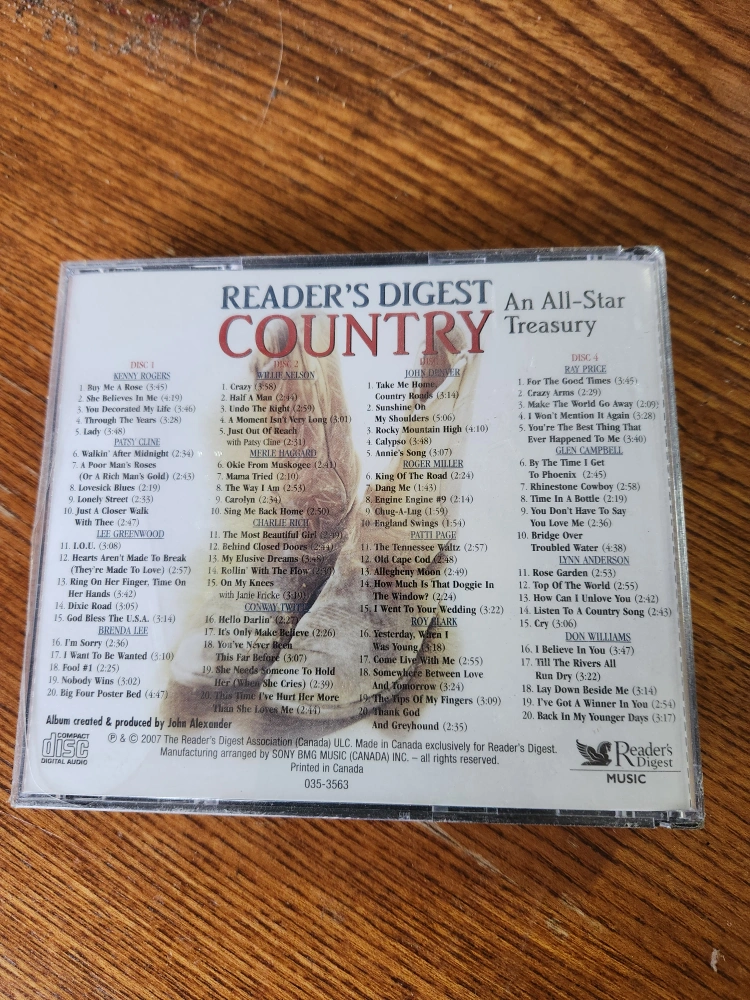 READER'S DIGEST
COUNTRY
An All-Star
Treasury
DISC 1
KENNY ROGERS
1. Buy Me A Rose (3:45)
2. She Believes In Me (4:19)
3. You Decorated My Life (3:46)
4. Through The Years (3:28)
5. Lady (3:48)
PATSY CLINE
6. Walkin' After Midnight (2:34)
7. A Poor Man's Roses
(Or A Rich Man's Gold) (2:43)
8. Lovesick Blues (2:19)
9. Lonely Street (2:33)
10. Just A Closer Walk
With Thee (2:47)
LEE GREENWOOD
11. I.O.U. (3:08)
12. Hearts Aren't Made To Break
(They're Made To Love) (2:57)
13. Ring On Her Finger, Time On
Her Hands (3:42)
14. Dixie Road (3:05)
15. God Bless The U.S.A. (3:14)
BRENDA LEE
16. I'm Sorry (2:36)
17. I Want To Be Wanted (3:10)
18. Fool #1 (2:25)
19. Nobody Wins (3:02)
20. Big Four Poster Bed (4:47)
DISC 2
WILLIE NELSON
1. Crazy (3:58)
2. Half A Man (2:44)
3. Undo The Right (2:59)
4. A Moment Isn't Very Long (3:01)
5. Just Out Of Reach
with Patsy Cline (2:31)
MERLE HAGGARD
6. Okie From Muskogee (2:41)
7. Mama Tried (2:10)
8. The Way I Am (2:53)
9. Carolyn (2:34)
10. Sing Me Back Home (2:50)
CHARLIE RICH
11. The Most Beautiful Girl
12. Behind Closed Doors
13. My Elusive Dreams (3:48)
14. Rollin' With The Flow
15. On My Knees
with Janie Fricke (3:19)
CONWAY TWITTY
16. Hello Darlin' (2:27)
17. It's Only Make Believe (2:26)
18. You've Never Been
This Far Before (3:07)
19. She Needs Someone To Hold
Her (When She Cries) (2:39)
20. This Time I've Hurt Her More
Than She Loves Me (2:44)
DISC
JOHN DENVER
1. Take Me Home,
Country Roads (3:14)
2. Sunshine On
My Shoulders (5:06)
3. Rocky Mountain High (4:10)
4. Calypso (3:48)
5. Annie's Song (3:07)
ROGER MILLER
6. King Of The Road (2:24)
7. Dang Me (1:43)
8. Engine Engine #9 (2:14)
9. Chug-A-Lug (1:59)
10. England Swings (1:54)
PATTI PAGE
11. The Tennessee Waltz (2:57)
12. Old Cape Cod (2:48)
13. Allegheny Moon (2:49)
14. How Much Is That Doggie In
The Window? (2:24)
15. I Went To Your Wedding (3:22)
ROY CLARK
16. Yesterday, When I
Was Young (3:18)
17. Come Live With Me (2:55)
18. Somewhere Between Love
And Tomorrow (3:24)
19. The Tips Of My Fingers (3:09)
20. Thank God
And Greyhound (2:35)
DISC 4
RAY PRICE
1. For The Good Times (3:45)
2. Crazy Arms (2:29)
3. Make The World Go Away (2:09)
4. I Won't Mention It Again (3:28)
5. You're The Best Thing That
Ever Happened To Me (3:40)
GLEN CAMPBELL
6. By The Time I Get
To Phoenix (2:45)
7. Rhinestone Cowboy (2:58)
8. Time In A Bottle (2:19)
9. You Don't Have To Say
You Love Me (2:36)
10. Bridge Over
Troubled Water (4:38)
LYNN ANDERSON
11. Rose Garden (2:53)
12. Top Of The World (2:55)
13. How Can I Unlove You (2:42)
14. Listen To A Country Song (2:43)
15. Cry (3:06)
DON WILLIAMS
16. I Believe In You (3:47)
17. Till The Rivers All
Run Dry (3:22)
18. Lay Down Beside Me (3:14)
19. I've Got A Winner In You (2:54)
20. Back In My Younger Days (3:17)
Album created & produced by John Alexander
COMPACT
disc
DIGITAL AUDIO
℗ & © 2007 The Reader's Digest Association (Canada) ULC. Made in Canada exclusively for Reader's Digest.
Manufacturing arranged by SONY BMG MUSIC (CANADA) INC. – all rights reserved.
Printed in Canada
035-3563
Reader's
Digest
MUSIC